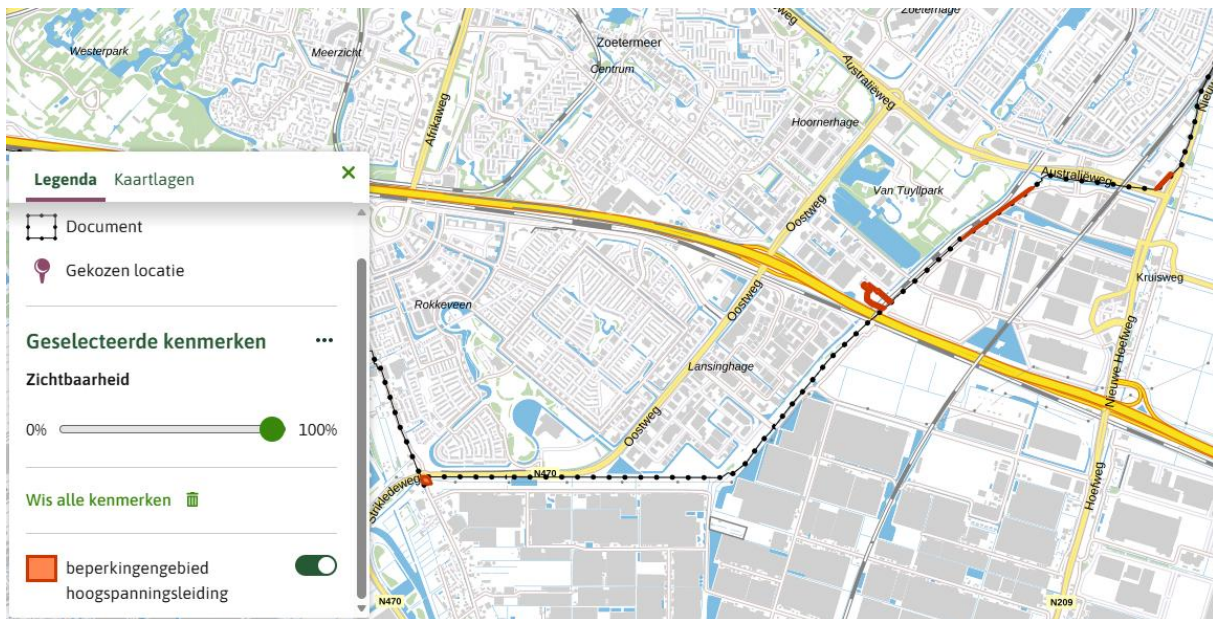 Westerpark
Meerzicht
Zoetermeer
Centrum
Afrikaweg
Australiëweg
Zoeterhage
Hoornerhage
Van Tuyllpark
Australiëweg
Oostweg
Kruisweg
Rokkeveen
Oostweg
Lansinghage
Nieuwe Hoefweg
Oostweg
N470
Hoefweg
N470
N209
Legenda
Kaartlagen
×
Document
Gekozen locatie
Geselecteerde kenmerken
•••
Zichtbaarheid
0%
100%
Wis alle kenmerken
beperkingengebied
hoogspanningsleiding